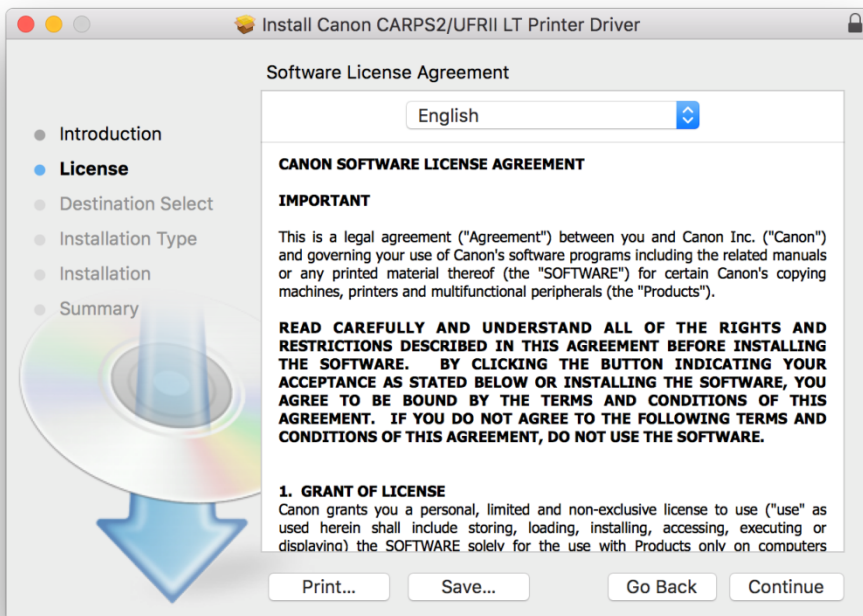 Install Canon CARPS2/UFRII LT Printer Driver
Software License Agreement
Introduction
License
Destination Select
Installation Type
Installation
Summary
English
CANON SOFTWARE LICENSE AGREEMENT
IMPORTANT
This is a legal agreement ("Agreement") between you and Canon Inc. ("Canon")
and governing your use of Canon's software programs including the related manuals
or any printed material thereof (the "SOFTWARE") for certain Canon's copying
machines, printers and multifunctional peripherals (the "Products").
READ CAREFULLY AND UNDERSTAND ALL OF THE RIGHTS AND
RESTRICTIONS DESCRIBED IN THIS AGREEMENT BEFORE INSTALLING
THE SOFTWARE. BY CLICKING THE BUTTON INDICATING YOUR
ACCEPTANCE AS STATED BELOW OR INSTALLING THE SOFTWARE, YOU
AGREE TO BE BOUND BY THE TERMS AND CONDITIONS OF THIS
AGREEMENT. IF YOU DO NOT AGREE TO THE FOLLOWING TERMS AND
CONDITIONS OF THIS AGREEMENT, DO NOT USE THE SOFTWARE.
1. GRANT OF LICENSE
Canon grants you a personal, limited and non-exclusive license to use ("use" as
used herein shall include storing, loading, installing, accessing, executing or
displaying) the SOFTWARE solely for the use with Products only on computers
Print...
Save...
Go Back
Continue